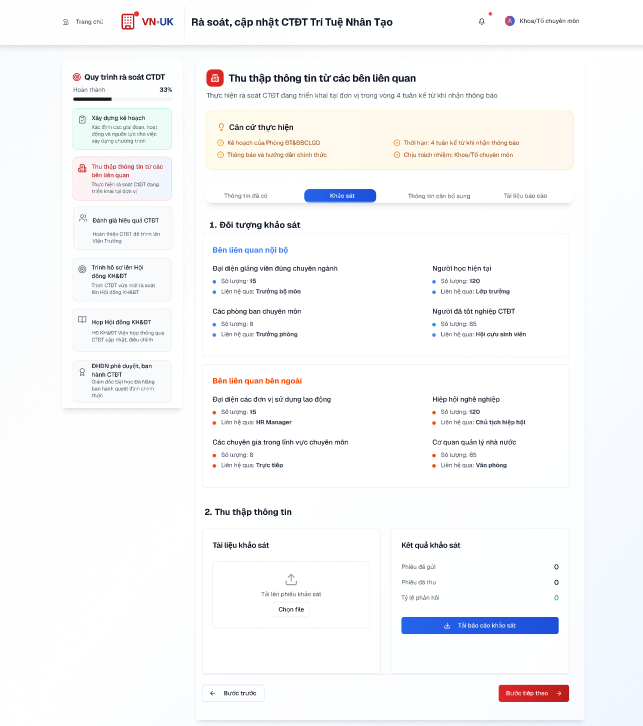 Trang chủ
VN-UK
Rà soát, cập nhật CTĐT Trí Tuệ Nhân Tạo
Khoa/Tổ chuyên môn
Quy trình rà soát CTDT
Hoàn thành 33%
Xây dựng kế hoạch
Xác định các giai đoạn, hoạt
động và nguồn lực cho việc
xây dựng chương trình
Thu thập thông tin từ các
bên liên quan
Thực hiện rà soát CTĐT đang
triển khai tại đơn vị
Đánh giá hiệu quả CTĐT
Hoàn thiện CTĐT để trình lên
Viện Trưởng
Trình hồ sơ lên Hội
đồng KH&ĐT
Trình CTĐT vừa mới rà soát
lên Hội đồng KH&ĐT
Họp Hội đồng KH&ĐT
HĐ KH&ĐT Viện họp thông qua
CTĐT cập nhật, điều chỉnh
ĐHĐN phê duyệt, ban
hành CTĐT
Giám đốc Đại học Đà Nẵng
ban hành quyết định chính
thức
Thu thập thông tin từ các bên liên quan
Thực hiện rà soát CTĐT đang triển khai tại đơn vị trong vòng 4 tuần kể từ khi nhận thông báo
Căn cứ thực hiện
Kế hoạch của Phòng ĐT&ĐBCLGD
Thời hạn: 4 tuần kể từ khi nhận thông báo
Thông báo và hướng dẫn chính thức
Chịu trách nhiệm: Khoa/Tổ chuyên môn
Thông tin đã có
Khảo sát
Thông tin cần bổ sung
Tài liệu báo cáo
1. Đối tượng khảo sát
Bên liên quan nội bộ
Đại diện giảng viên đúng chuyên ngành
Số lượng: 15
Liên hệ qua: Trưởng bộ môn
Người học hiện tại
Số lượng: 120
Liên hệ qua: Lớp trưởng
Các phòng ban chuyên môn
Số lượng: 8
Liên hệ qua: Trưởng phòng
Người đã tốt nghiệp CTĐT
Số lượng: 85
Liên hệ qua: Hội cựu sinh viên
Bên liên quan bên ngoài
Đại diện các đơn vị sử dụng lao động
Số lượng: 15
Liên hệ qua: HR Manager
Hiệp hội nghề nghiệp
Số lượng: 120
Liên hệ qua: Chủ tịch hiệp hội
Các chuyên gia trong lĩnh vực chuyên môn
Số lượng: 8
Liên hệ qua: Trực tiếp
Cơ quan quản lý nhà nước
Số lượng: 85
Liên hệ qua: Văn phòng
2. Thu thập thông tin
Tài liệu khảo sát
Tải lên phiếu khảo sát
Chọn file
Kết quả khảo sát
Phiếu đã gửi 0
Phiếu đã thu 0
Tỷ lệ phản hồi 0
Tải báo cáo khảo sát
Bước trước
Bước tiếp theo